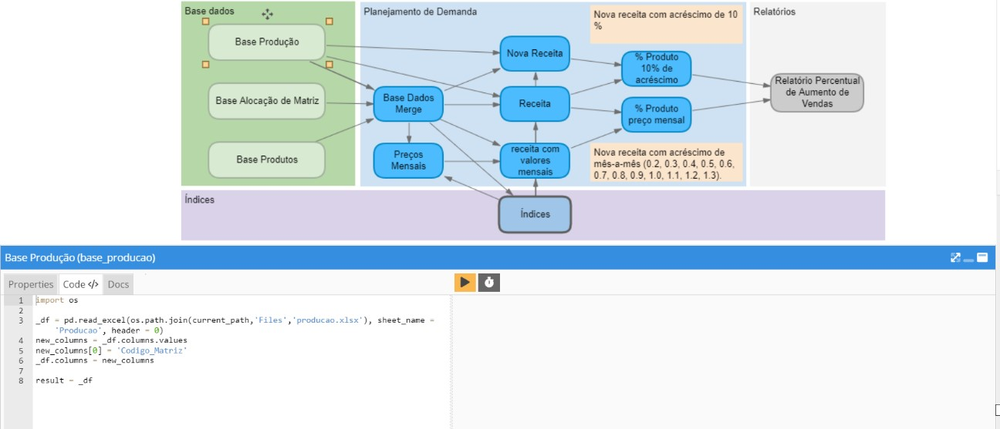 Base dados
Base Produção
Base Alocação de Matriz
Base Produtos
Planejamento de Demanda
Nova receita com acréscimo de 10
%
Nova Receita
% Produto
10% de
acréscimo
Base Dados
Merge
Receita
% Produto
preço mensal
Preços
Mensais
receita com
valores
mensais
Nova receita com acréscimo de
mês-a-mês (0.2, 0.3, 0.4, 0.5, 0.6,
0.7, 0.8, 0.9, 1.0, 1.1, 1.2, 1.3).
Relatórios
Relatório Percentual
de Aumento de
Vendas
Índices
Índices
Base Produção (base_producao)
Properties
Code </>
Docs
1 import os
2
3 _df = pd.read_excel(os.path.join(current_path,'Files','producao.xlsx'), sheet_name =
'Producao', header = 0)
4 new_columns = _df.columns.values
5 new_columns[0] = 'Codigo_Matriz'
6 _df.columns = new_columns
7
8 result = _df